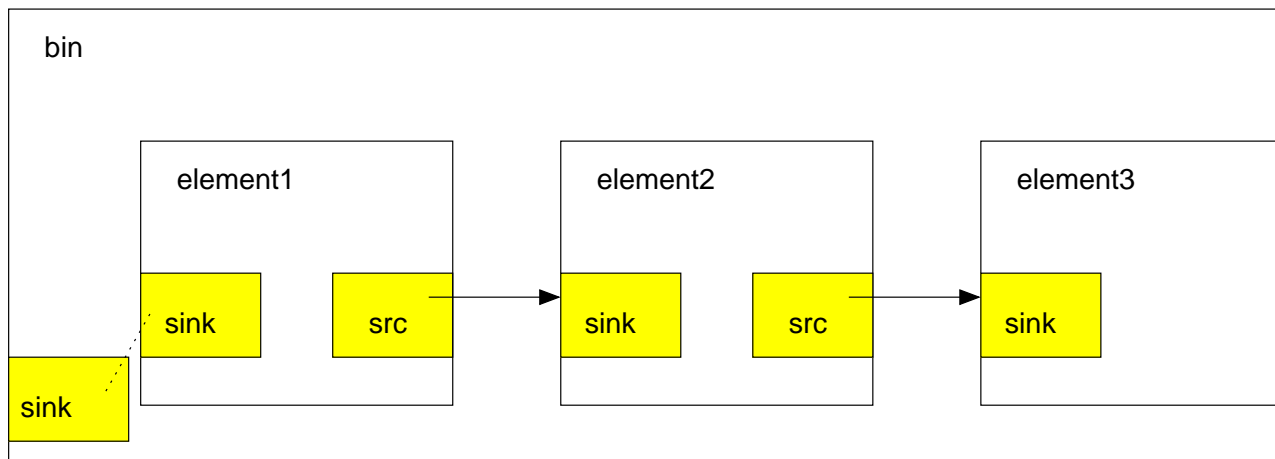 bin
element1
element2
element3
sink
src
sink
src
sink
sink